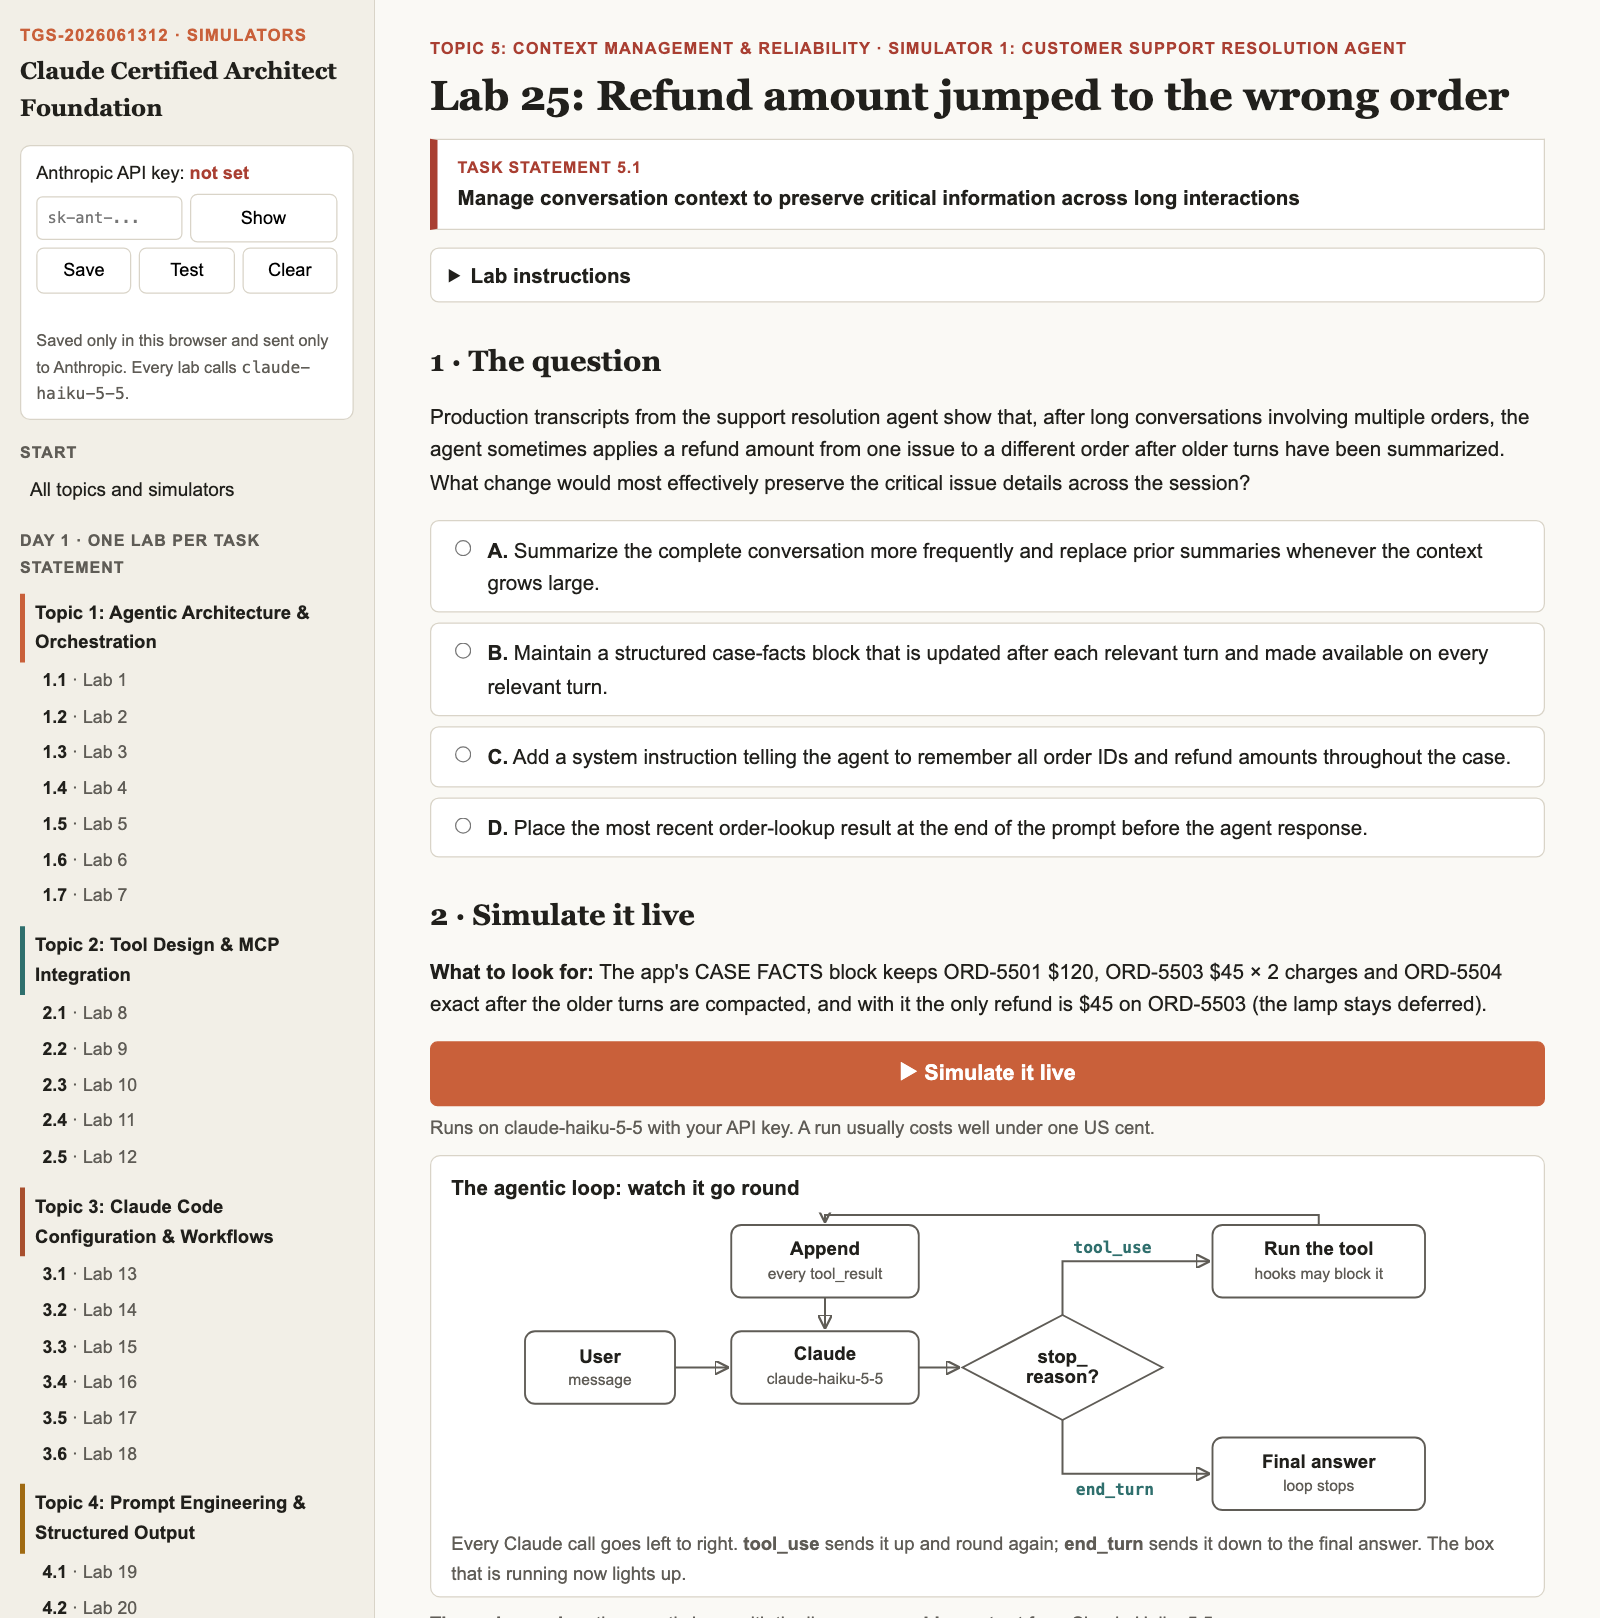 TGS-2026061312 · SIMULATORS
Claude Certified Architect
Foundation
Anthropic API key: not set
sk-ant-...
Show
Save
Test
Clear
Saved only in this browser and sent only
to Anthropic. Every lab calls claude-
haiku-5-5.
START
All topics and simulators
DAY 1 · ONE LAB PER TASK
STATEMENT
Topic 1: Agentic Architecture &
Orchestration
1.1 · Lab 1
1.2 · Lab 2
1.3 · Lab 3
1.4 · Lab 4
1.5 · Lab 5
1.6 · Lab 6
1.7 · Lab 7
Topic 2: Tool Design & MCP
Integration
2.1 · Lab 8
2.2 · Lab 9
2.3 · Lab 10
2.4 · Lab 11
2.5 · Lab 12
Topic 3: Claude Code
Configuration & Workflows
3.1 · Lab 13
3.2 · Lab 14
3.3 · Lab 15
3.4 · Lab 16
3.5 · Lab 17
3.6 · Lab 18
Topic 4: Prompt Engineering &
Structured Output
4.1 · Lab 19
4.2 · Lab 20
TOPIC 5: CONTEXT MANAGEMENT & RELIABILITY · SIMULATOR 1: CUSTOMER SUPPORT RESOLUTION AGENT
Lab 25: Refund amount jumped to the wrong order
TASK STATEMENT 5.1
Manage conversation context to preserve critical information across long interactions
▶ Lab instructions
1 · The question
Production transcripts from the support resolution agent show that, after long conversations involving multiple orders, the
agent sometimes applies a refund amount from one issue to a different order after older turns have been summarized.
What change would most effectively preserve the critical issue details across the session?
A. Summarize the complete conversation more frequently and replace prior summaries whenever the context
grows large.
B. Maintain a structured case-facts block that is updated after each relevant turn and made available on every
relevant turn.
C. Add a system instruction telling the agent to remember all order IDs and refund amounts throughout the case.
D. Place the most recent order-lookup result at the end of the prompt before the agent response.
2 · Simulate it live
What to look for: The app's CASE FACTS block keeps ORD-5501 $120, ORD-5503 $45 × 2 charges and ORD-5504
exact after the older turns are compacted, and with it the only refund is $45 on ORD-5503 (the lamp stays deferred).
▶ Simulate it live
Runs on claude-haiku-5-5 with your API key. A run usually costs well under one US cent.
The agentic loop: watch it go round
Append
every tool_result
tool_use
Run the tool
hooks may block it
User
message
Claude
claude-haiku-5-5
stop_
reason?
Final answer
loop stops
end_turn
Every Claude call goes left to right. tool_use sends it up and round again; end_turn sends it down to the final answer. The box
that is running now lights up.